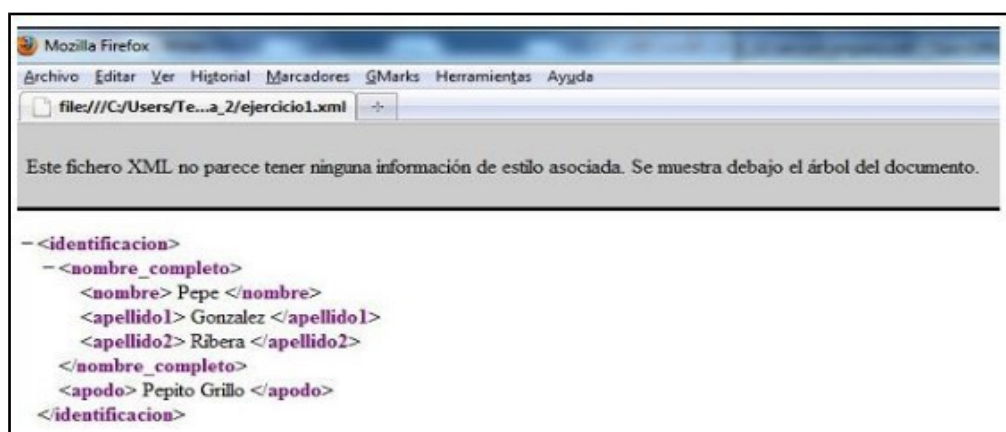 Mozilla Firefox
Archivo Editar Ver Historial Marcadores GMarks Herramientas Ayuda
file:///C:/Users/Te...a_2/ejercicio1.xml
Este fichero XML no parece tener ninguna información de estilo asociada. Se muestra debajo el árbol del documento.
−<identificacion>
−<nombre_completo>
<nombre> Pepe </nombre>
<apellido1> Gonzalez </apellido1>
<apellido2> Ribera </apellido2>
</nombre_completo>
<apodo> Pepito Grillo </apodo>
</identificacion>